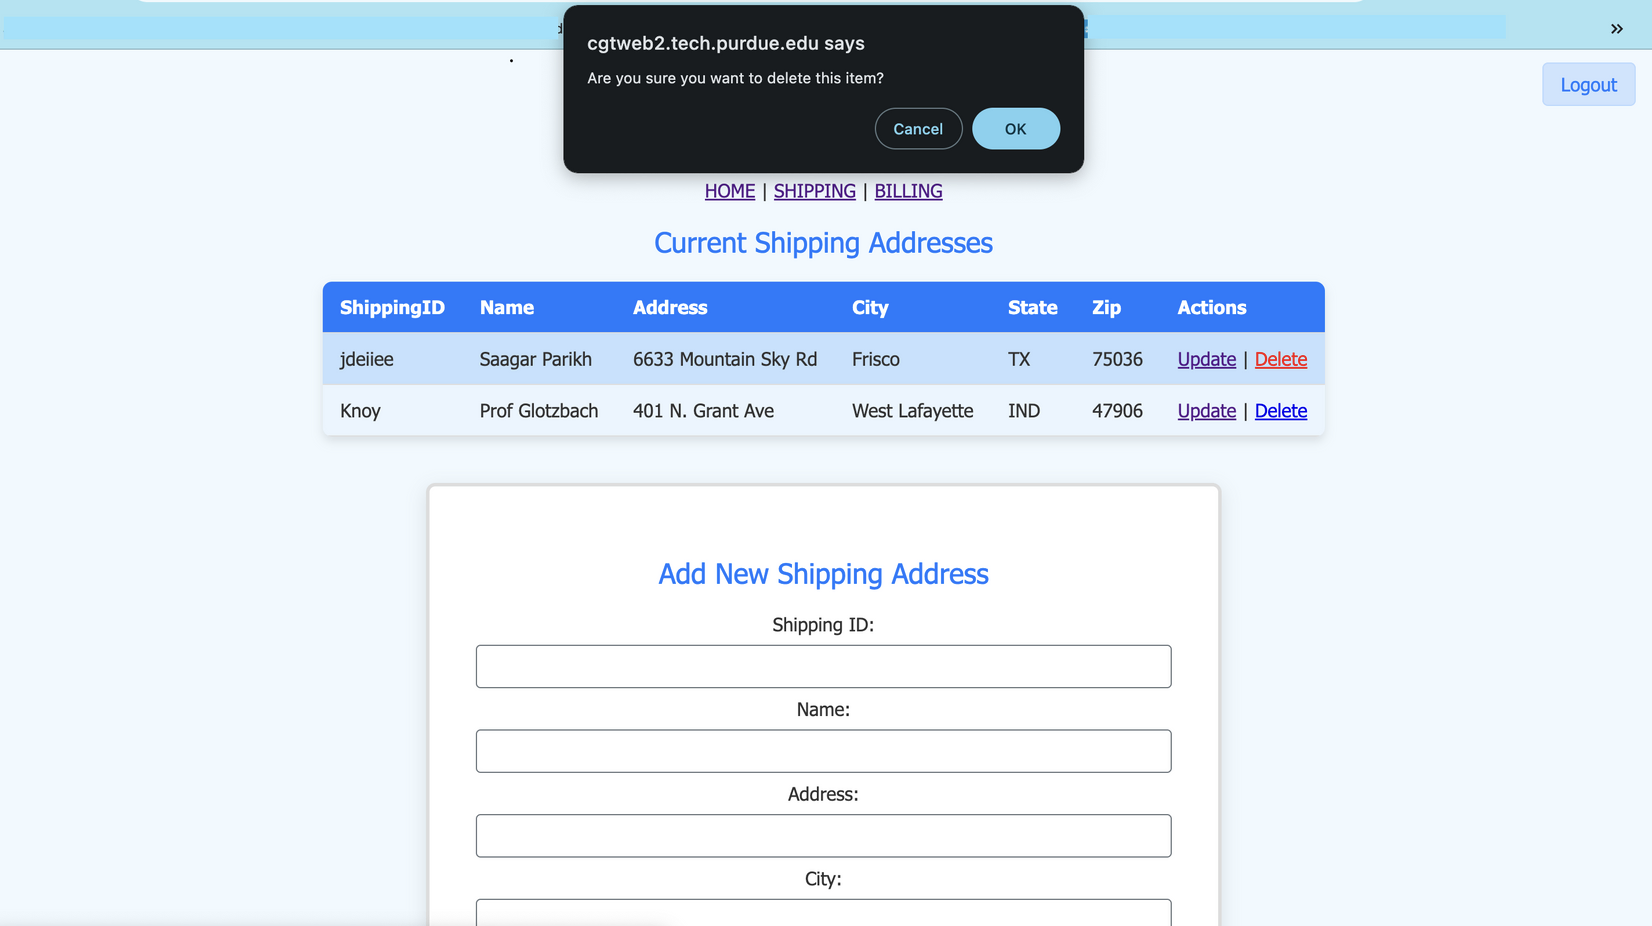 cgtweb2.tech.purdue.edu says
Are you sure you want to delete this item?
Cancel OK
»
Logout
HOME | SHIPPING | BILLING
Current Shipping Addresses
ShippingID Name Address City State Zip Actions
jdeiiee Saagar Parikh 6633 Mountain Sky Rd Frisco TX 75036 Update | Delete
Knoy Prof Glotzbach 401 N. Grant Ave West Lafayette IND 47906 Update | Delete
Add New Shipping Address
Shipping ID:
Name:
Address:
City: